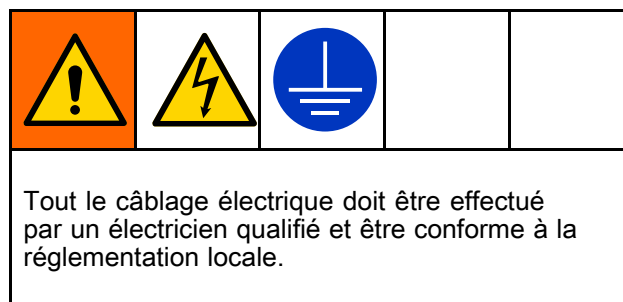 Tout le câblage électrique doit être effectué
par un électricien qualifié et être conforme à la
réglementation locale.